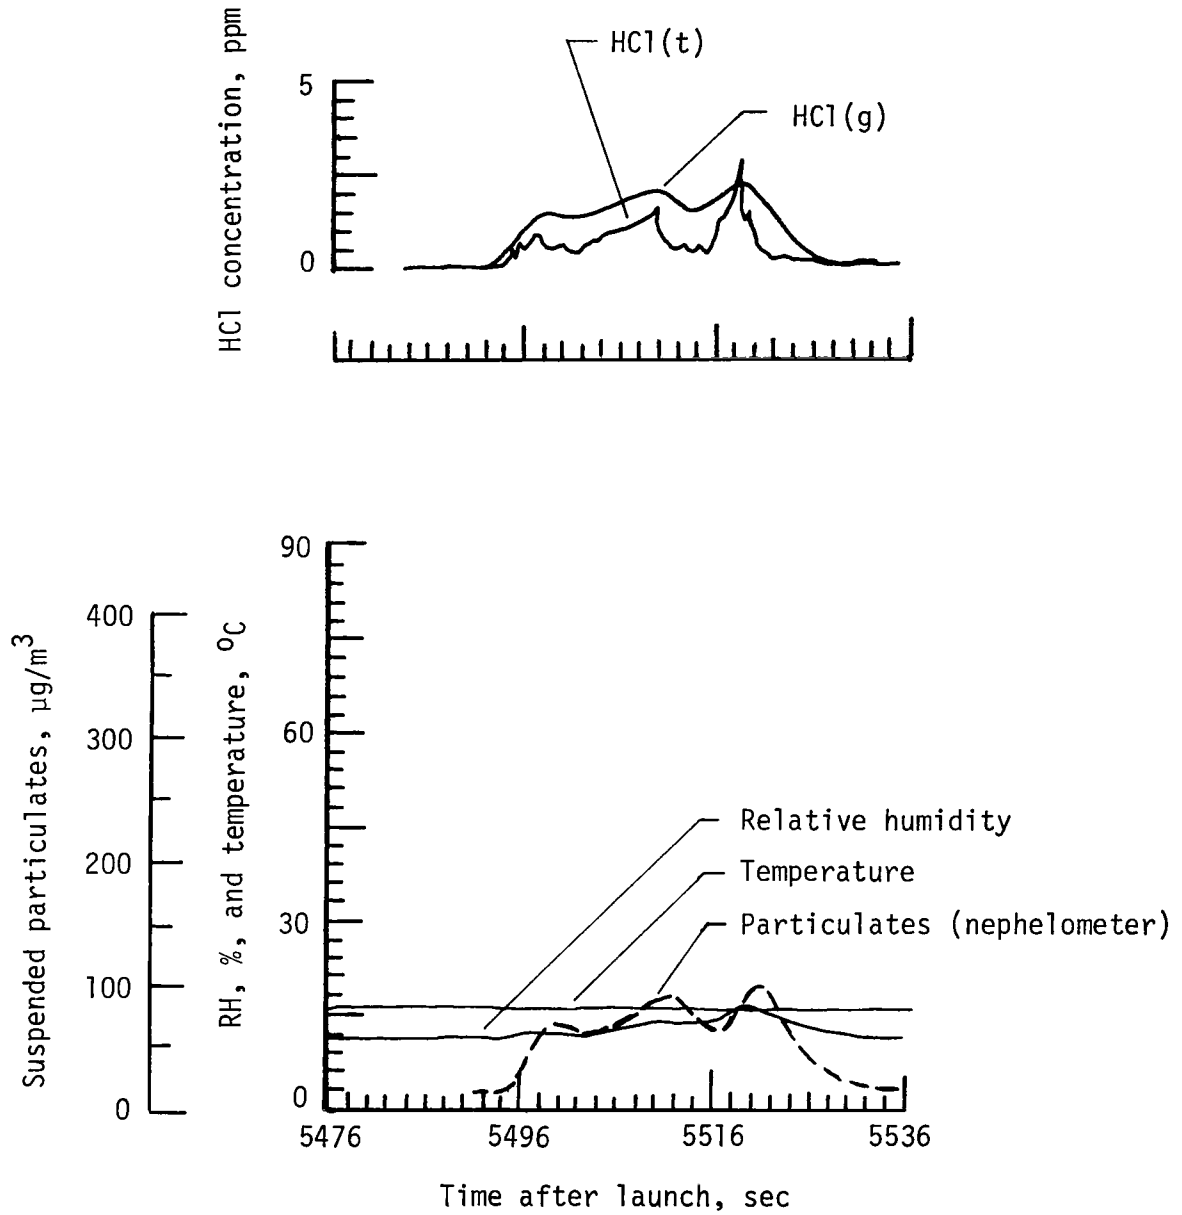 HCl concentration, ppm
5
0
HCl(t)
HCl(g)
Suspended particulates, µg/m³
400
300
200
100
0
RH, %, and temperature, °C
90
60
30
0
Relative humidity
Temperature
Particulates (nephelometer)
5476 5496 5516 5536
Time after launch, sec